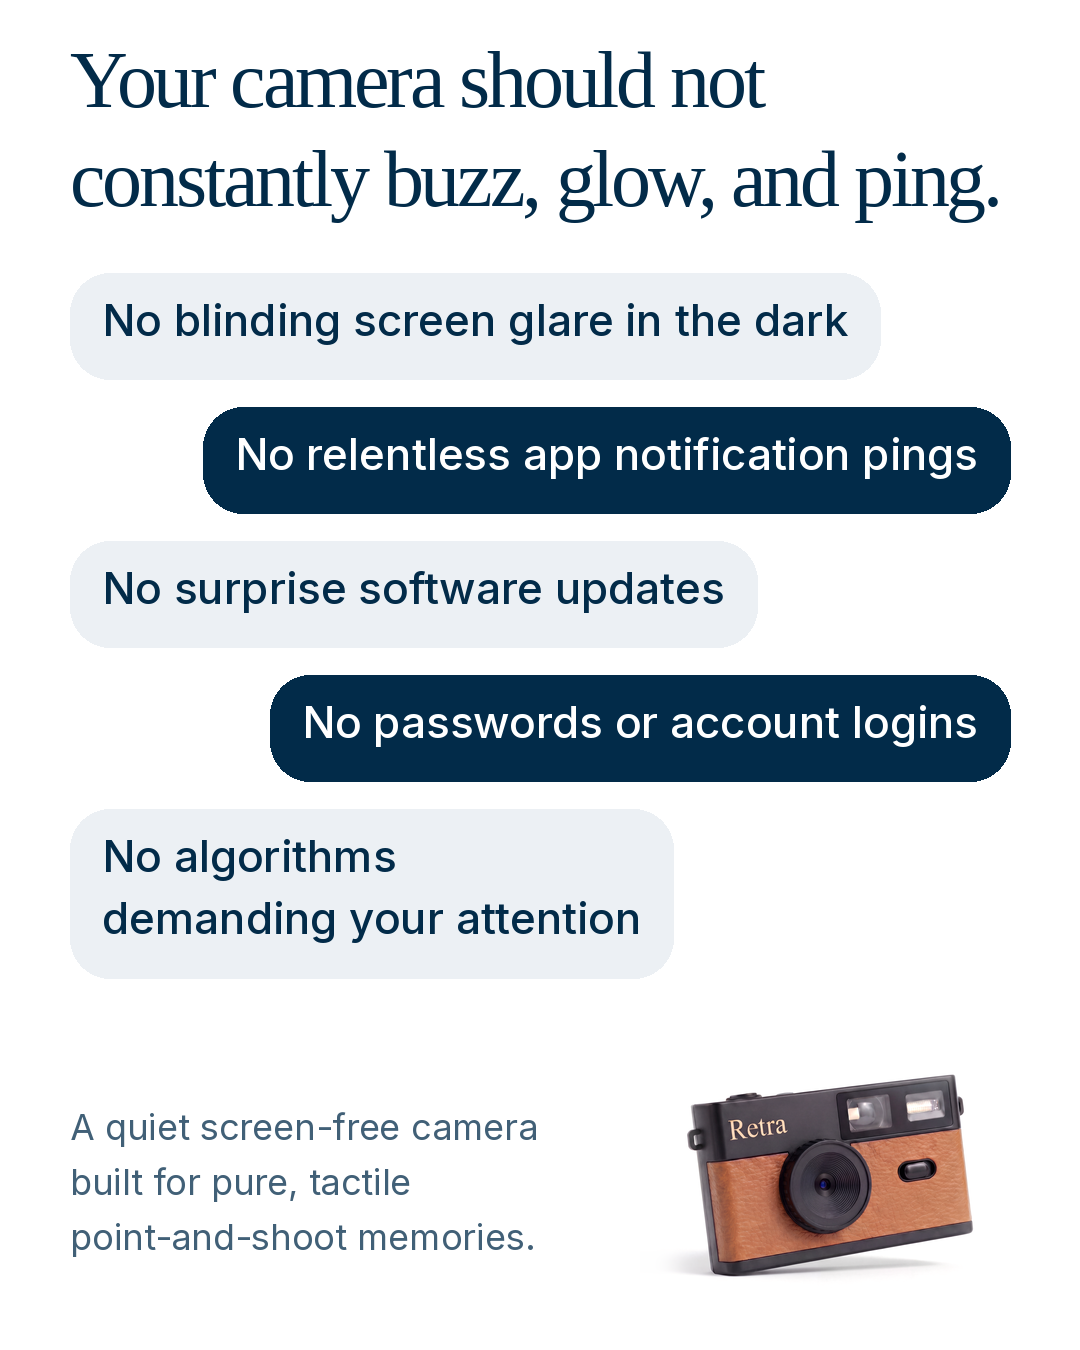 Your camera should not
constantly buzz, glow, and ping.
No blinding screen glare in the dark
No relentless app notification pings
No surprise software updates
No passwords or account logins
No algorithms
demanding your attention
A quiet screen-free camera
built for pure, tactile
point-and-shoot memories.
Retra